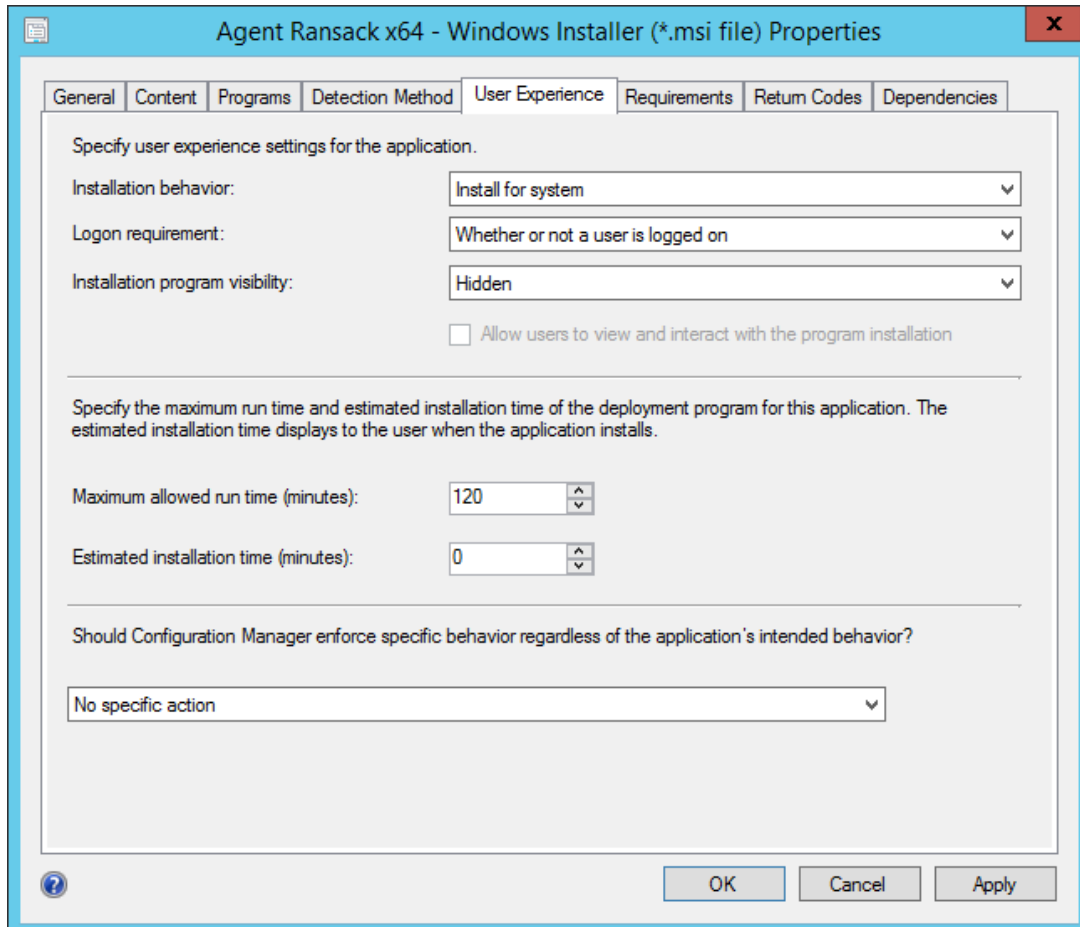 Agent Ransack x64 - Windows Installer (*.msi file) Properties
x
General Content Programs Detection Method User Experience Requirements Return Codes Dependencies
Specify user experience settings for the application.
Installation behavior: Install for system
Logon requirement: Whether or not a user is logged on
Installation program visibility: Hidden
Allow users to view and interact with the program installation
Specify the maximum run time and estimated installation time of the deployment program for this application. The
estimated installation time displays to the user when the application installs.
Maximum allowed run time (minutes): 120
Estimated installation time (minutes): 0
Should Configuration Manager enforce specific behavior regardless of the application's intended behavior?
No specific action
? OK Cancel Apply